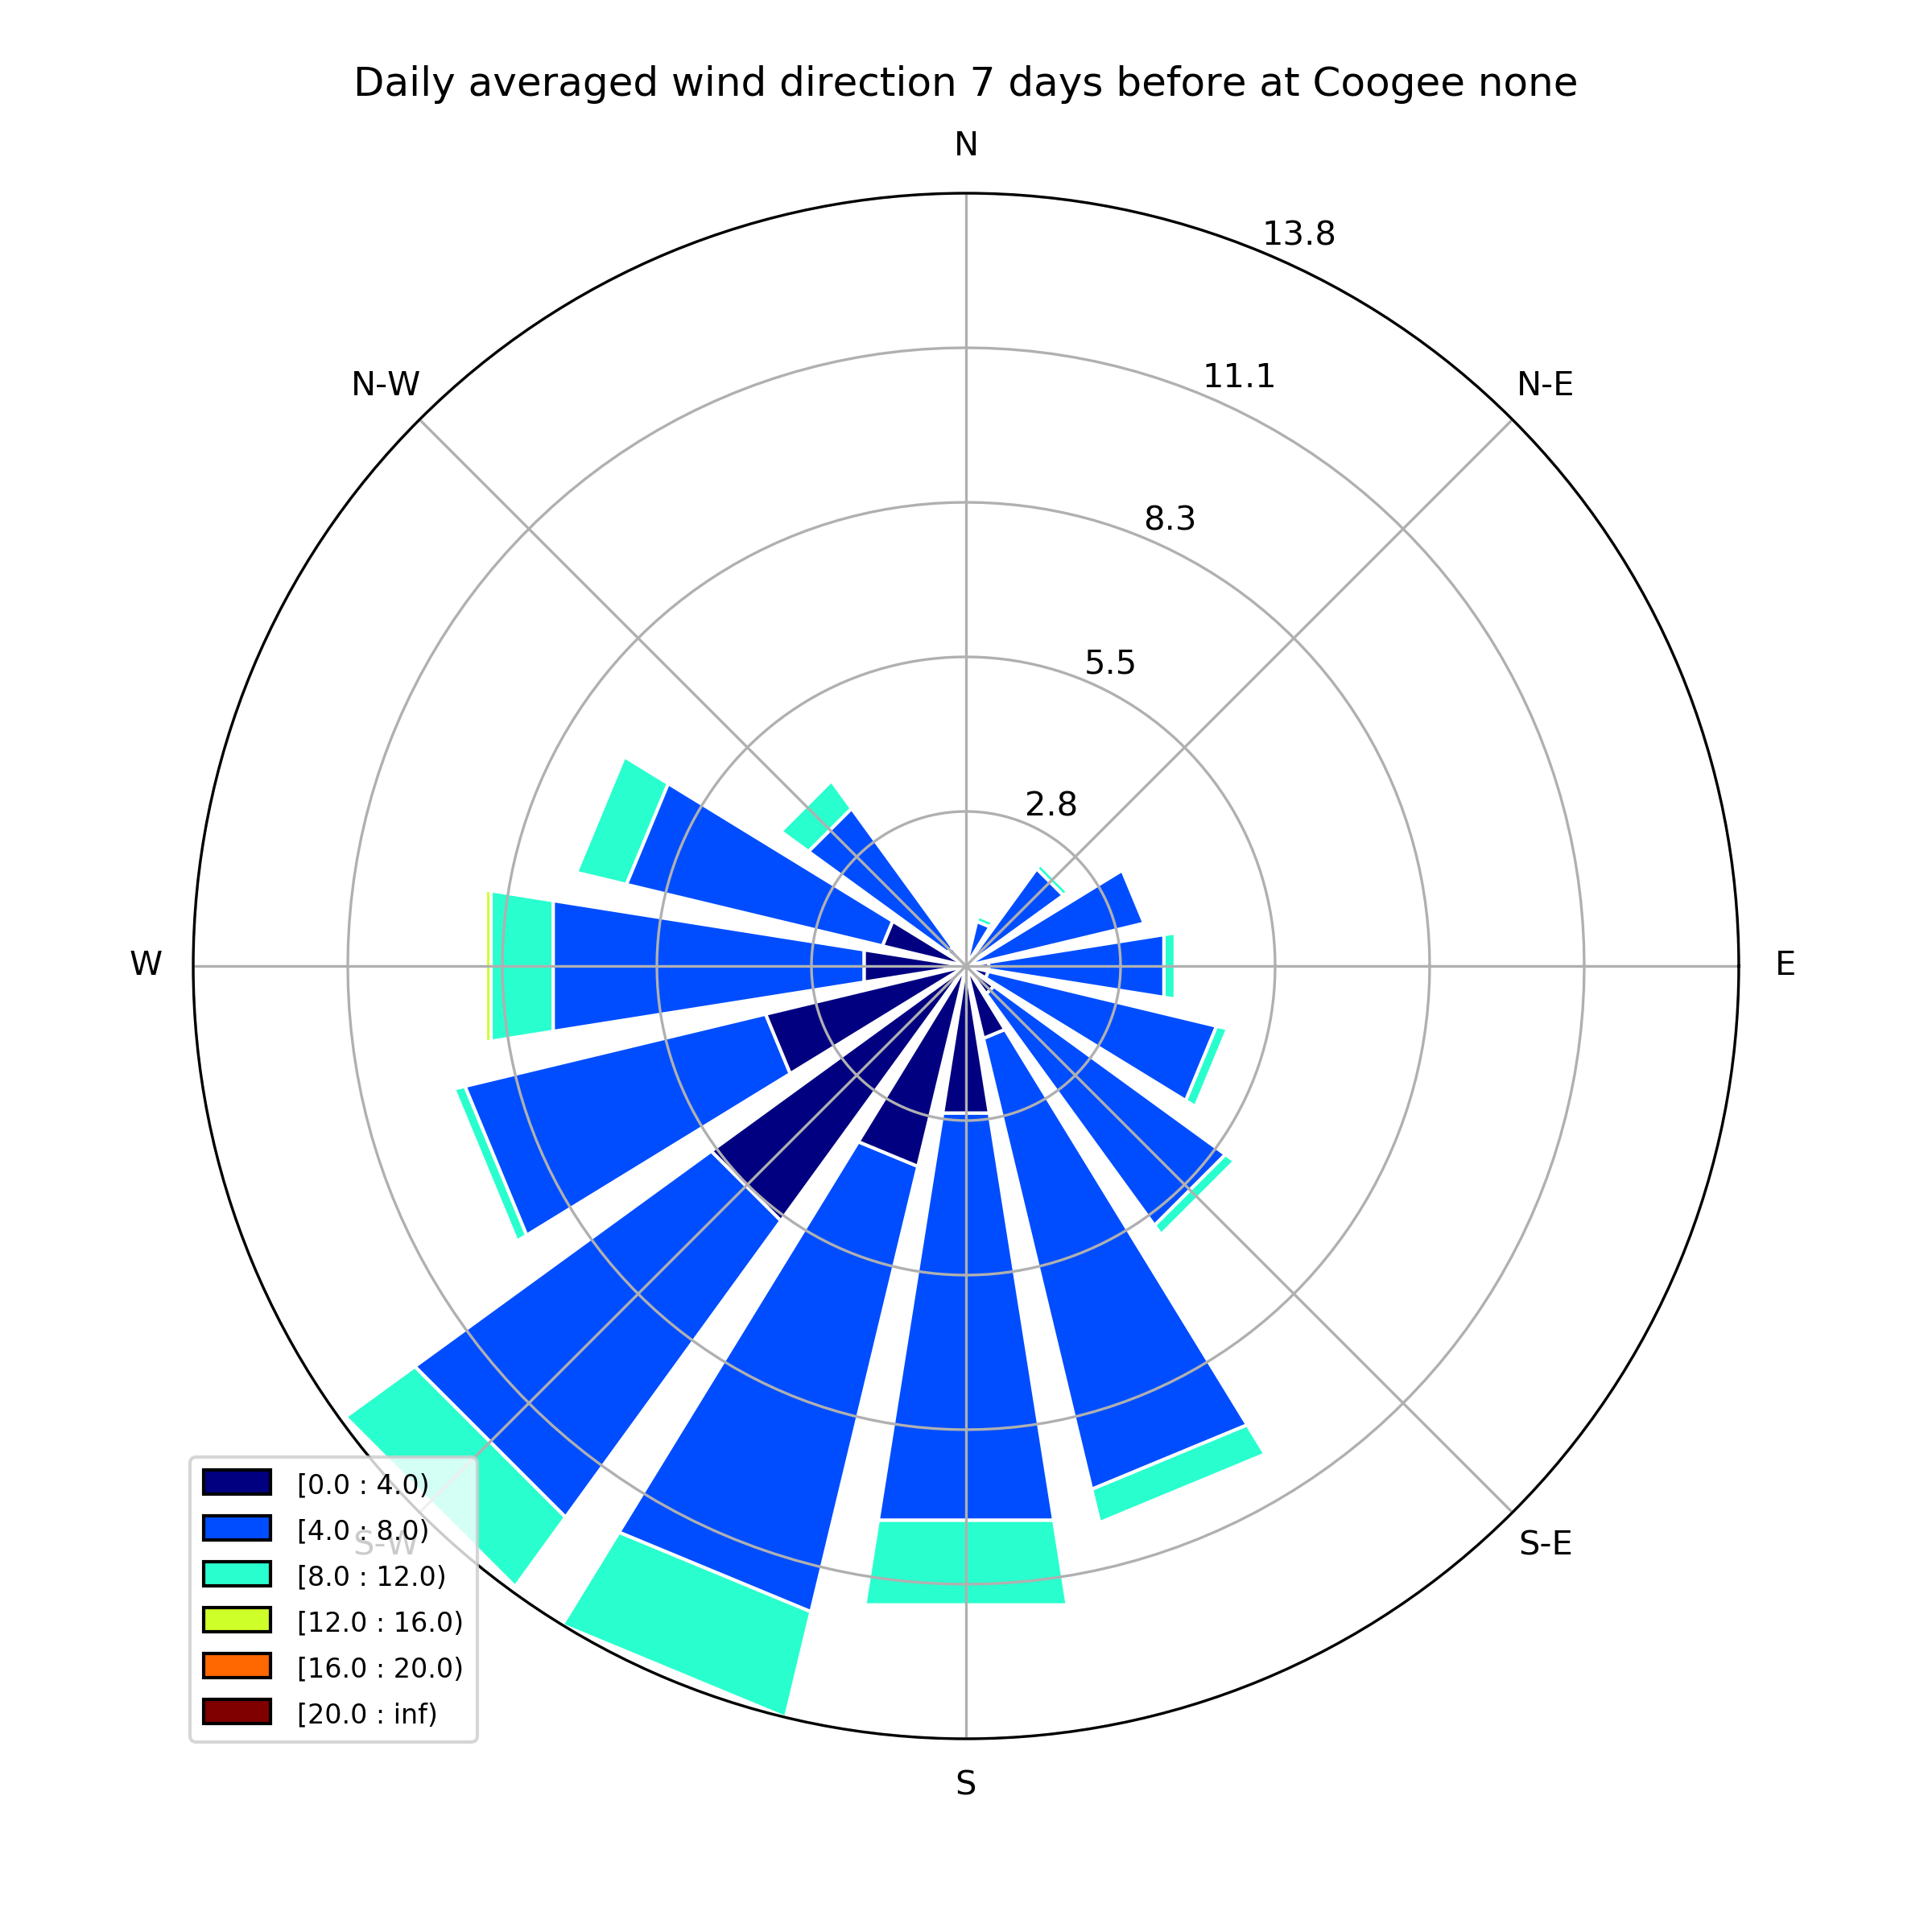 Daily averaged wind direction 7 days before at Coogee none
N
13.8
N-W
11.1
N-E
8.3
5.5
2.8
W
E
[0.0 : 4.0)
[4.0 : 8.0)
S-W
S-E
[8.0 : 12.0)
[12.0 : 16.0)
[16.0 : 20.0)
[20.0 : inf)
S